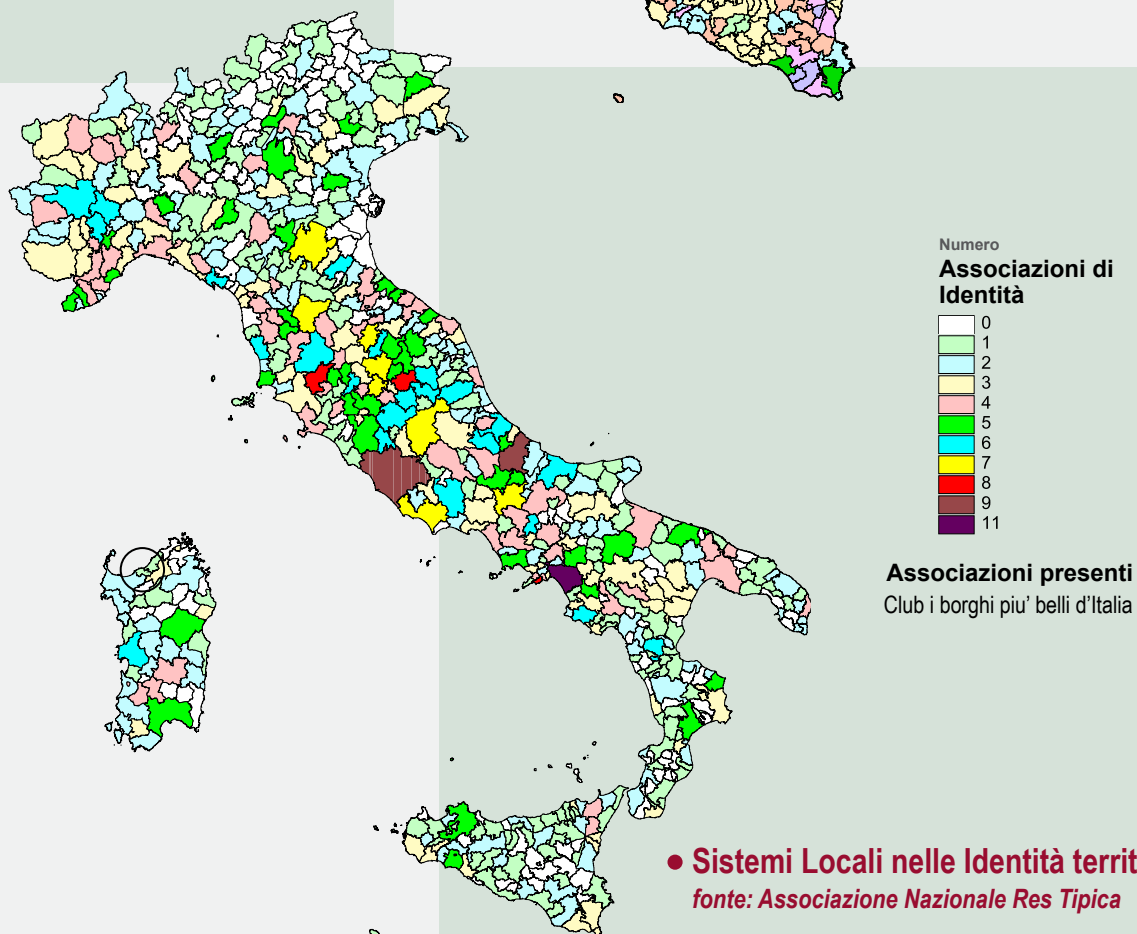 Numero
Associazioni di
Identità
0
1
2
3
4
5
6
7
8
9
11
Associazioni presenti
Club i borghi piu' belli d'Italia
• Sistemi Locali nelle Identità territ
fonte: Associazione Nazionale Res Tipica